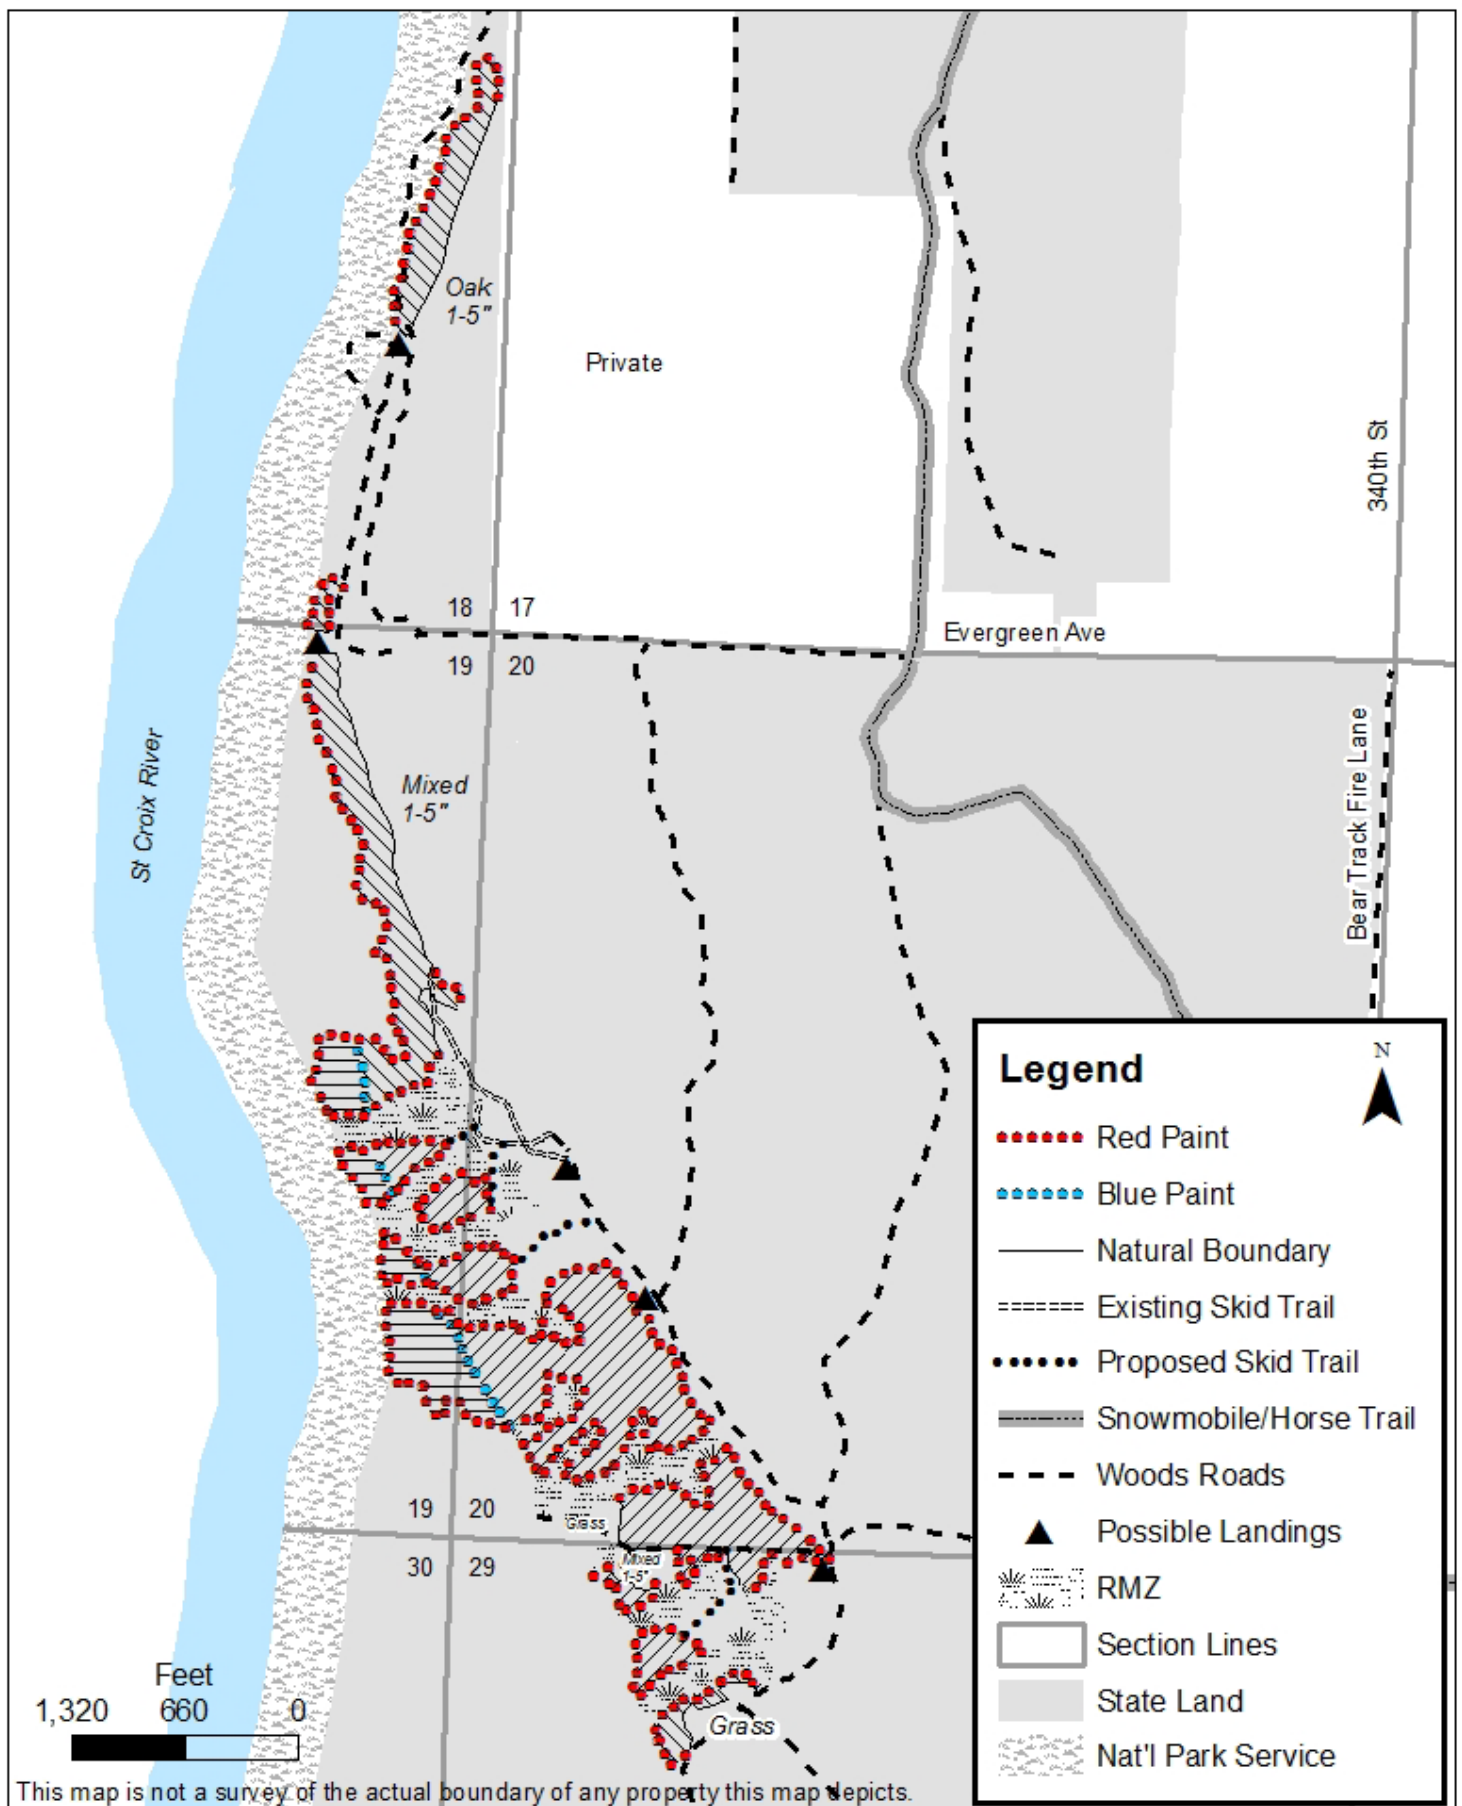 Oak
1-5"
Private
340th St
18 17
Evergreen Ave
19 20
St Croix River
Mixed
1-5"
Bear Track Fire Lane
Legend
N
Red Paint
Blue Paint
Natural Boundary
Existing Skid Trail
Proposed Skid Trail
Snowmobile/Horse Trail
Woods Roads
Possible Landings
RMZ
Section Lines
State Land
Nat'l Park Service
19 20
Grass
30 29
Mixed
1-5"
Grass
Feet
1,320 660 0
This map is not a survey of the actual boundary of any property this map depicts.